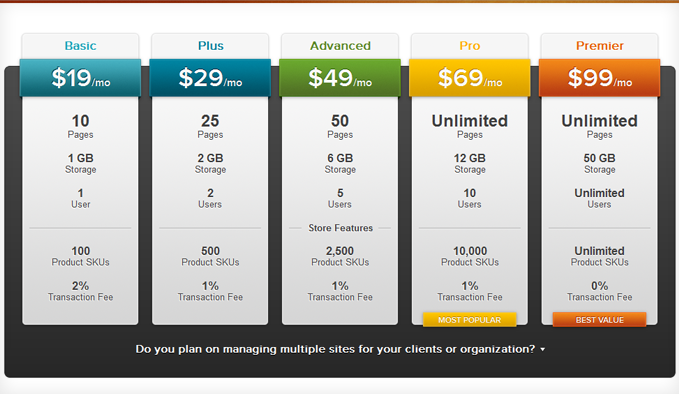 Basic
Plus
Advanced
Pro
Premier
$19/mo
$29/mo
$49/mo
$69/mo
$99/mo
10
Pages
25
Pages
50
Pages
Unlimited
Pages
Unlimited
Pages
1 GB
Storage
2 GB
Storage
6 GB
Storage
12 GB
Storage
50 GB
Storage
1
User
2
Users
5
Users
10
Users
Unlimited
Users
Store Features
100
Product SKUs
500
Product SKUs
2,500
Product SKUs
10,000
Product SKUs
Unlimited
Product SKUs
2%
Transaction Fee
1%
Transaction Fee
1%
Transaction Fee
1%
Transaction Fee
0%
Transaction Fee
MOST POPULAR
BEST VALUE
Do you plan on managing multiple sites for your clients or organization?